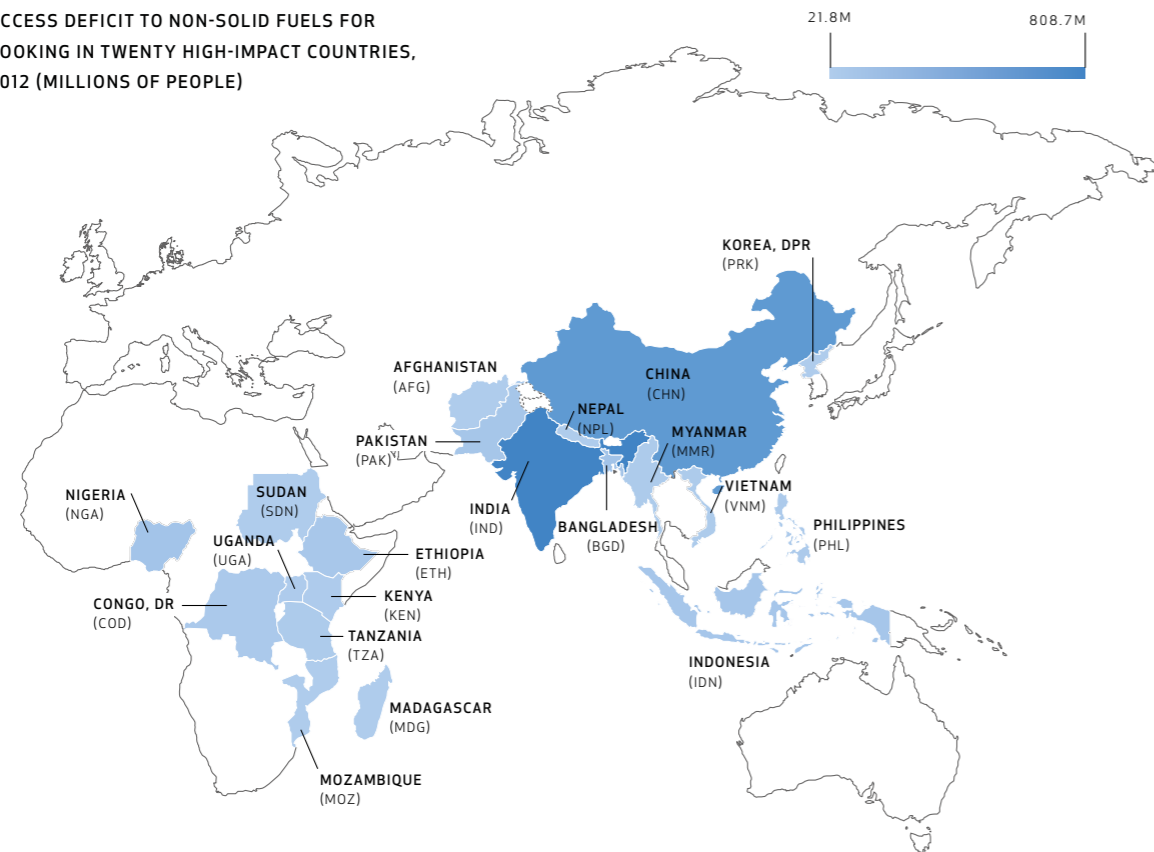 CCESS DEFICIT TO NON-SOLID FUELS FOR
OOKING IN TWENTY HIGH-IMPACT COUNTRIES,
012 (MILLIONS OF PEOPLE)
21.8M
808.7M
KOREA, DPR
(PRK)
AFGHANISTAN
(AFG)
CHINA
(CHN)
NEPAL
(NPL)
PAKISTAN
(PAK)
MYANMAR
(MMR)
NIGERIA
(NGA)
SUDAN
(SDN)
INDIA
(IND)
VIETNAM
(VNM)
BANGLADESH
(BGD)
PHILIPPINES
(PHL)
UGANDA
(UGA)
ETHIOPIA
(ETH)
KENYA
(KEN)
CONGO, DR
(COD)
TANZANIA
(TZA)
INDONESIA
(IDN)
MADAGASCAR
(MDG)
MOZAMBIQUE
(MOZ)